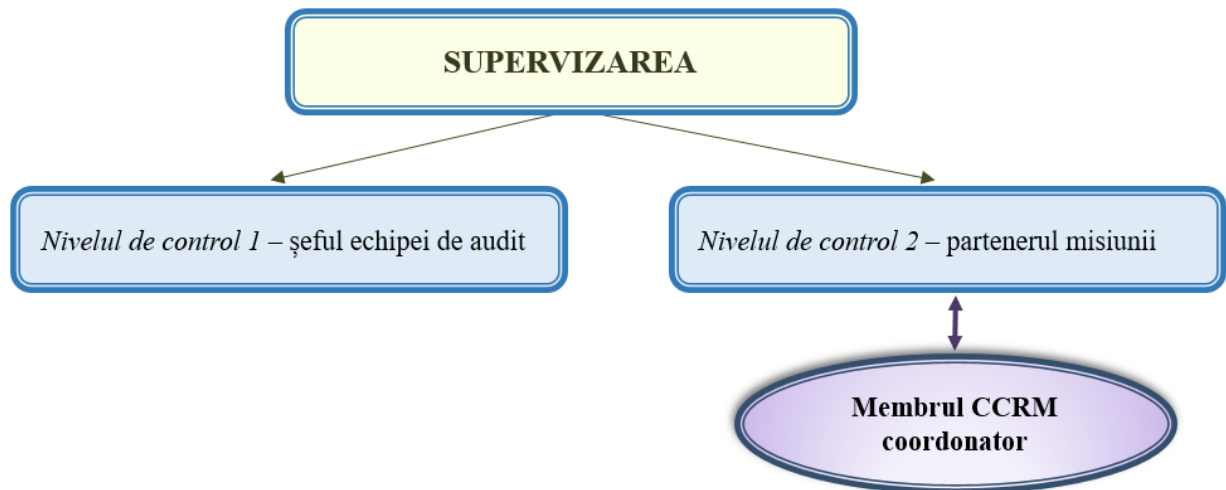 SUPERVIZAREA
Nivelul de control 1 – șeful echipei de audit
Nivelul de control 2 – partenerul misiunii
Membrul CCRM
coordonator